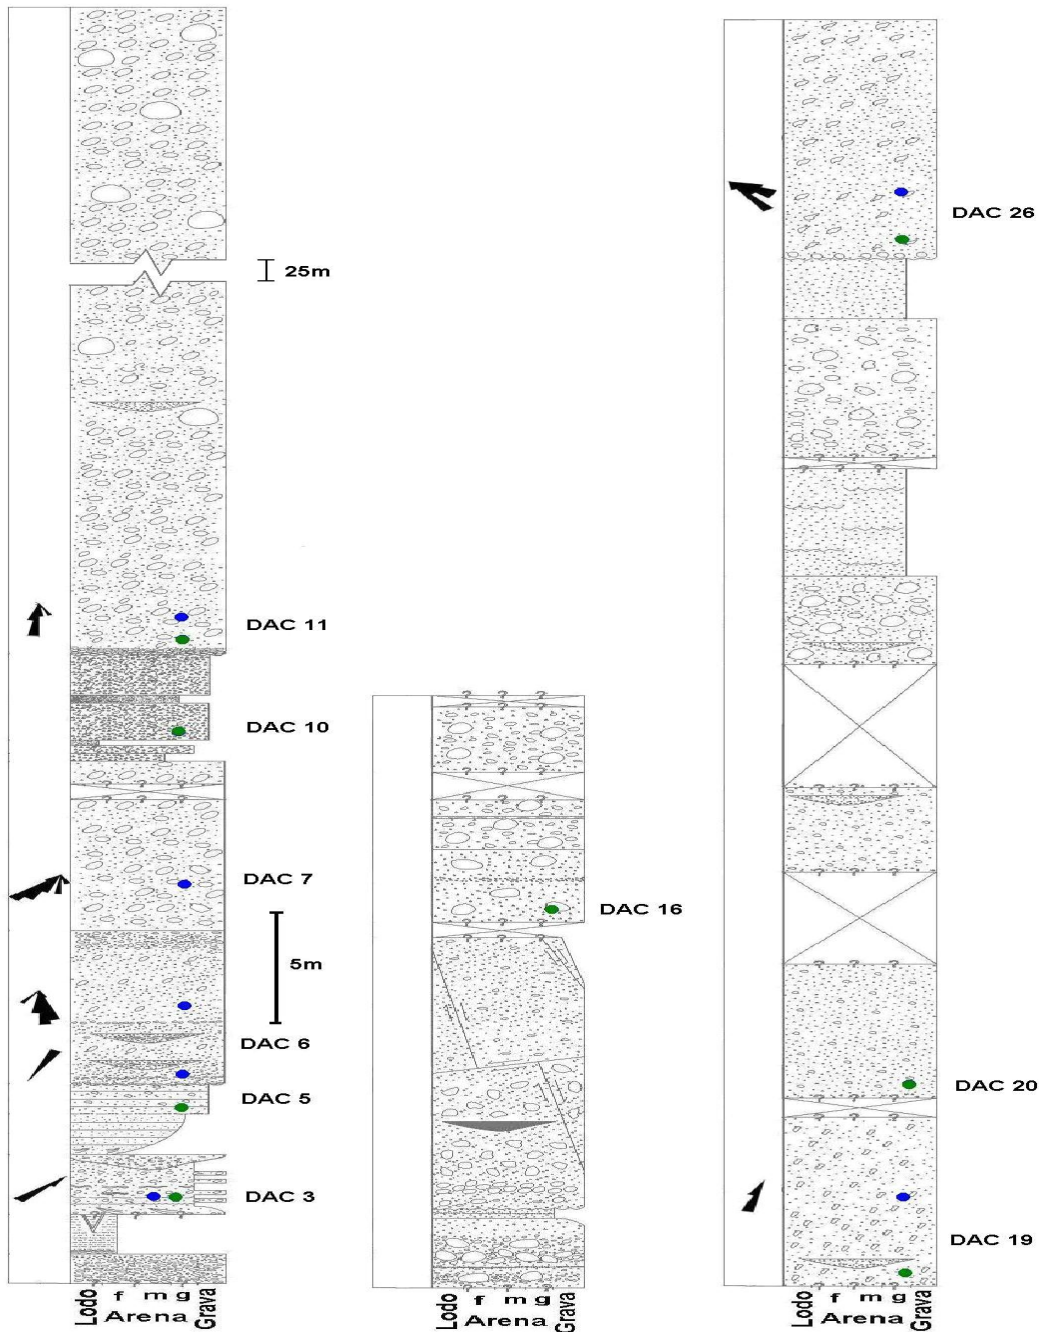 DAC 26
25m
DAC 11
DAC 10
DAC 7
DAC 16
5m
DAC 6
DAC 20
DAC 5
DAC 3
DAC 19
Lodo f m g Grava
Arena
Lodo f m g Grava
Arena
Lodo f m g Grava
Arena